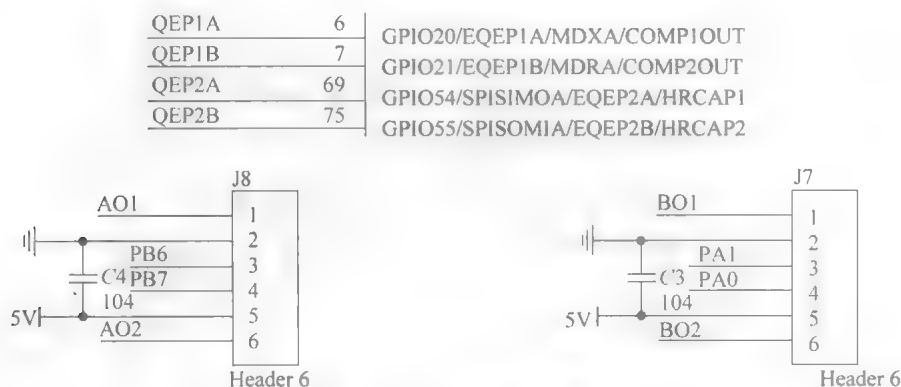 QEP1A 6 GPIO20/EQEP1A/MDXA/COMP1OUT
QEP1B 7 GPIO21/EQEP1B/MDRA/COMP2OUT
QEP2A 69 GPIO54/SPISIMOA/EQEP2A/HRCAP1
QEP2B 75 GPIO55/SPISOMIA/EQEP2B/HRCAP2
J8
AO1 1
2
PB6 3
C4 PB7 4
104
5V 5
AO2 6
Header 6
J7
BO1 1
2
PA1 3
C3 PA0 4
104
5V 5
BO2 6
Header 6